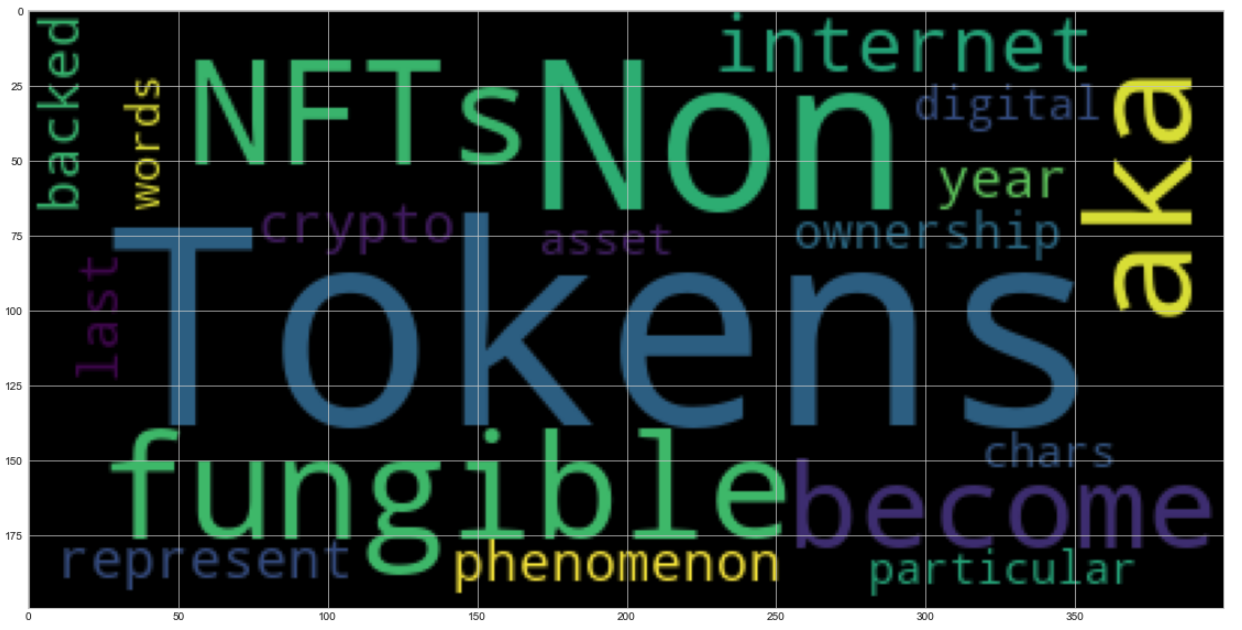 0
25
50
75
100
125
150
175
backed
words
NFTs
Non
internet
digital
aka
year
crypto
asset
ownership
last
Tokens
fungible
chars
become
represent
phenomenon
particular
0 50 100 150 200 250 300 350